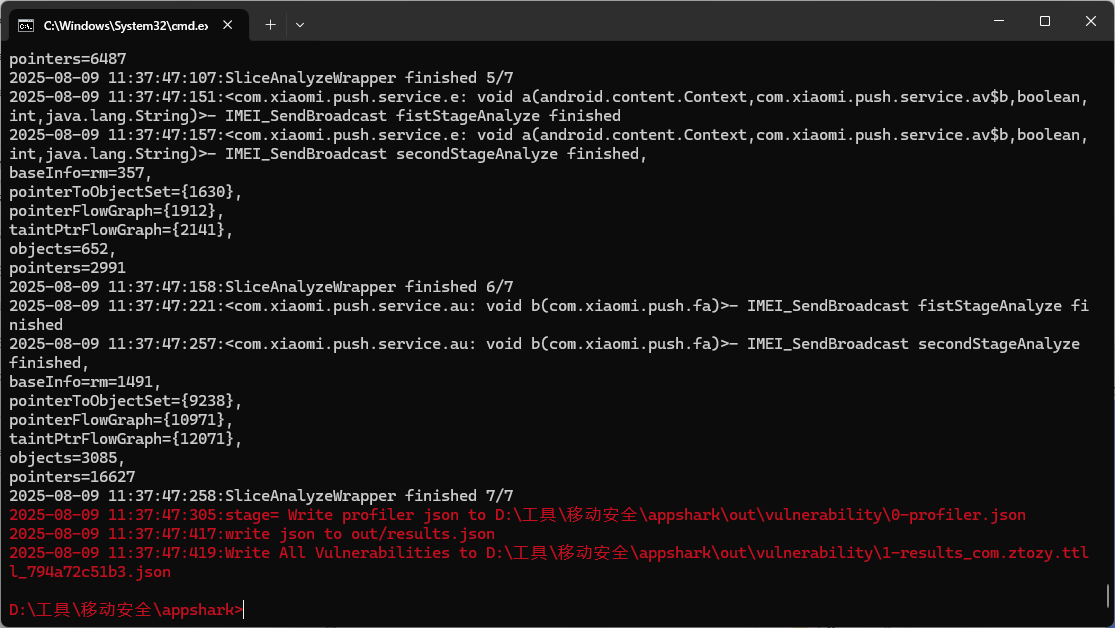 C:\Windows\System32\cmd.ex
pointers=6487
2025-08-09 11:37:47:107:SliceAnalyzeWrapper finished 5/7
2025-08-09 11:37:47:151:<com.xiaomi.push.service.e: void a(android.content.Context,com.xiaomi.push.service.av$b,boolean,
int,java.lang.String)>- IMEI_SendBroadcast fistStageAnalyze finished
2025-08-09 11:37:47:157:<com.xiaomi.push.service.e: void a(android.content.Context,com.xiaomi.push.service.av$b,boolean,
int,java.lang.String)>- IMEI_SendBroadcast secondStageAnalyze finished,
baseInfo=rm=357,
pointerToObjectSet={1630},
pointerFlowGraph={1912},
taintPtrFlowGraph={2141},
objects=652,
pointers=2991
2025-08-09 11:37:47:158:SliceAnalyzeWrapper finished 6/7
2025-08-09 11:37:47:221:<com.xiaomi.push.service.au: void b(com.xiaomi.push.fa)>- IMEI_SendBroadcast fistStageAnalyze fi
nished
2025-08-09 11:37:47:257:<com.xiaomi.push.service.au: void b(com.xiaomi.push.fa)>- IMEI_SendBroadcast secondStageAnalyze
finished,
baseInfo=rm=1491,
pointerToObjectSet={9238},
pointerFlowGraph={10971},
taintPtrFlowGraph={12071},
objects=3085,
pointers=16627
2025-08-09 11:37:47:258:SliceAnalyzeWrapper finished 7/7
2025-08-09 11:37:47:305:stage= Write profiler json to D:\工具\移动安全\appshark\out\vulnerability\0-profiler.json
2025-08-09 11:37:47:417:write json to out/results.json
2025-08-09 11:37:47:419:Write All Vulnerabilities to D:\工具\移动安全\appshark\out\vulnerability\1-results_com.ztozy.ttl
l_794a72c51b3.json
D:\工具\移动安全\appshark>